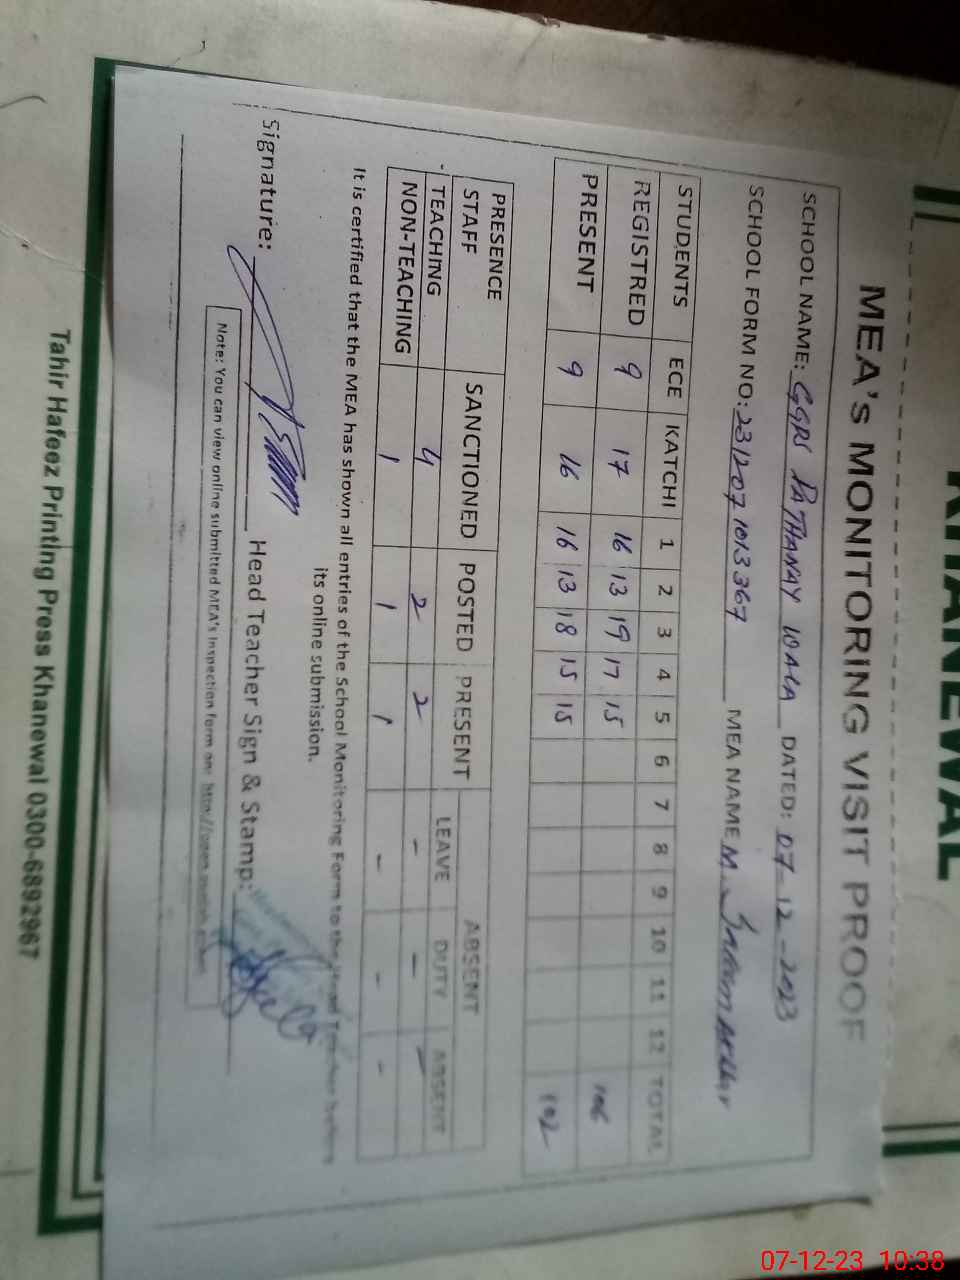 KHANEWAL
MEA's MONITORING VISIT PROOF
SCHOOL NAME: GGPS PATHANAY WALA DATED: 07-12-2023
SCHOOL FORM NO: 2312071013367 MEA NAME M.
STUDENTS ECE KATCHI 1 2 3 4 5 6 7 8 9 10 11 12 TOTAL
REGISTRED 9 17 16 13 19 17 15 106
PRESENT 9 16 16 13 18 15 15 102
PRESENCE STAFF SANCTIONED POSTED PRESENT ABSENT
LEAVE DUTY ABSENT
TEACHING 4 2 2 - - -
NON-TEACHING 1 1 1 - - -
It is certified that the MEA has shown all entries of the School Monitoring Form to the Head Teacher before
its online submission.
Signature: Head Teacher Sign & Stamp:
Note: You can view online submitted MEA's inspection form on:
Tahir Hafeez Printing Press Khanewal 0300-6892967
07-12-23 10:38